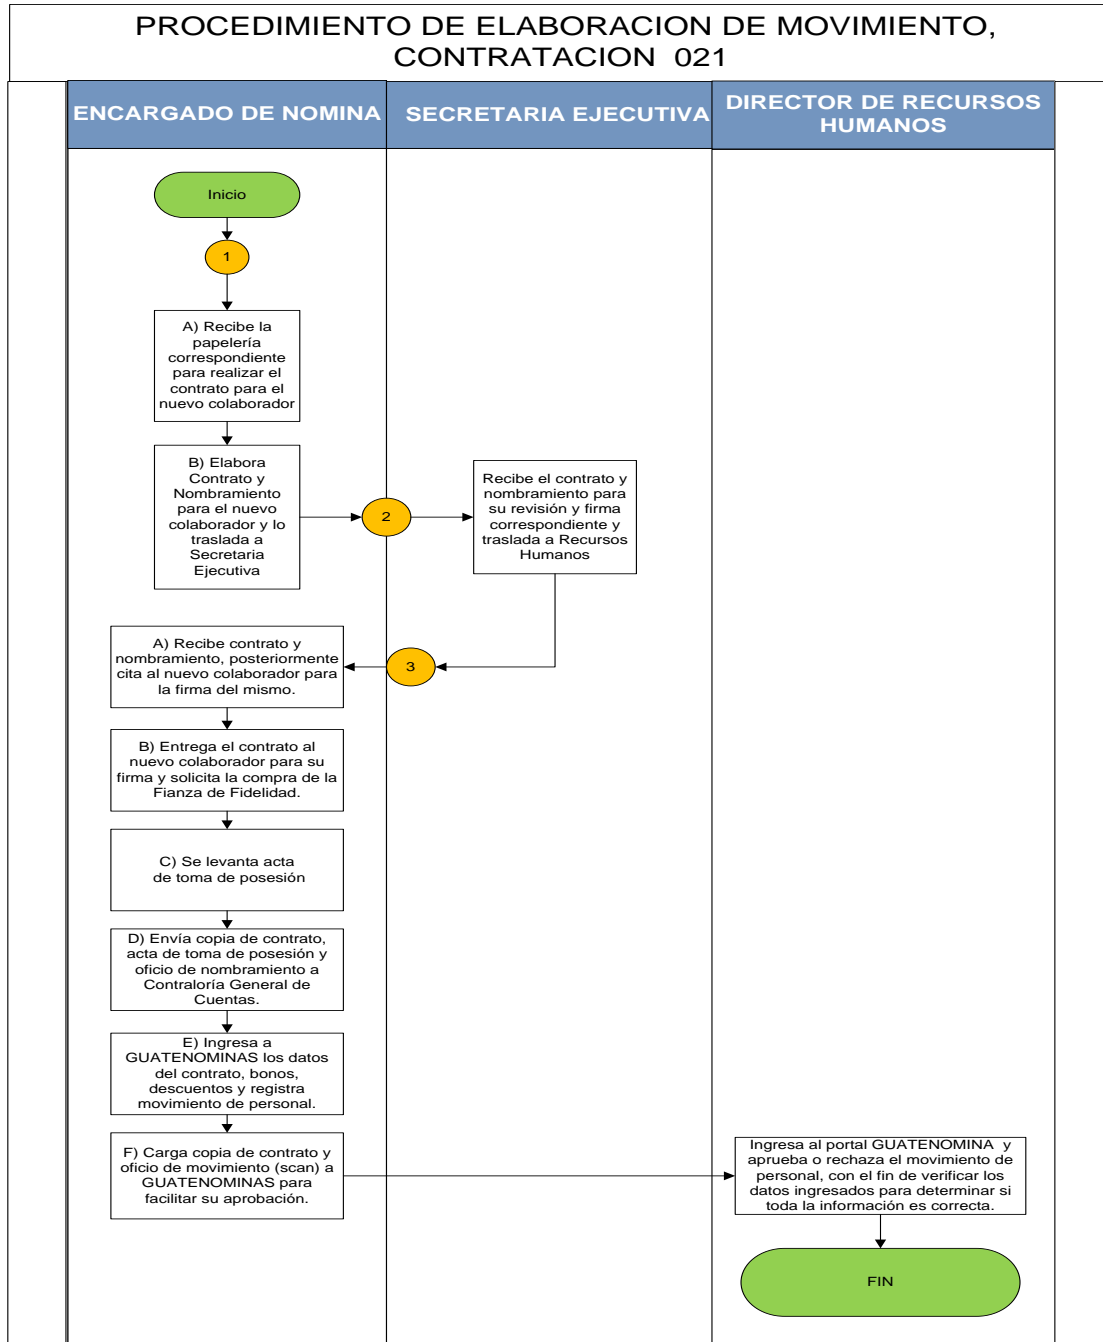 PROCEDIMIENTO DE ELABORACION DE MOVIMIENTO,
CONTRATACION 021
ENCARGADO DE NOMINA
SECRETARIA EJECUTIVA
DIRECTOR DE RECURSOS
HUMANOS
Inicio
1
A) Recibe la
papelería
correspondiente
para realizar el
contrato para el
nuevo colaborador
B) Elabora
Contrato y
Nombramiento
para el nuevo
colaborador y lo
traslada a
Secretaria
Ejecutiva
2
Recibe el contrato y
nombramiento para
su revisión y firma
correspondiente y
traslada a Recursos
Humanos
3
A) Recibe contrato y
nombramiento, posteriormente
cita al nuevo colaborador para
la firma del mismo.
B) Entrega el contrato al
nuevo colaborador para su
firma y solicita la compra de la
Fianza de Fidelidad.
C) Se levanta acta
de toma de posesión
D) Envía copia de contrato,
acta de toma de posesión y
oficio de nombramiento a
Contraloría General de
Cuentas.
E) Ingresa a
GUATENOMINAS los datos
del contrato, bonos,
descuentos y registra
movimiento de personal.
F) Carga copia de contrato y
oficio de movimiento (scan) a
GUATENOMINAS para
facilitar su aprobación.
Ingresa al portal GUATENOMINA y
aprueba o rechaza el movimiento de
personal, con el fin de verificar los
datos ingresados para determinar si
toda la información es correcta.
FIN